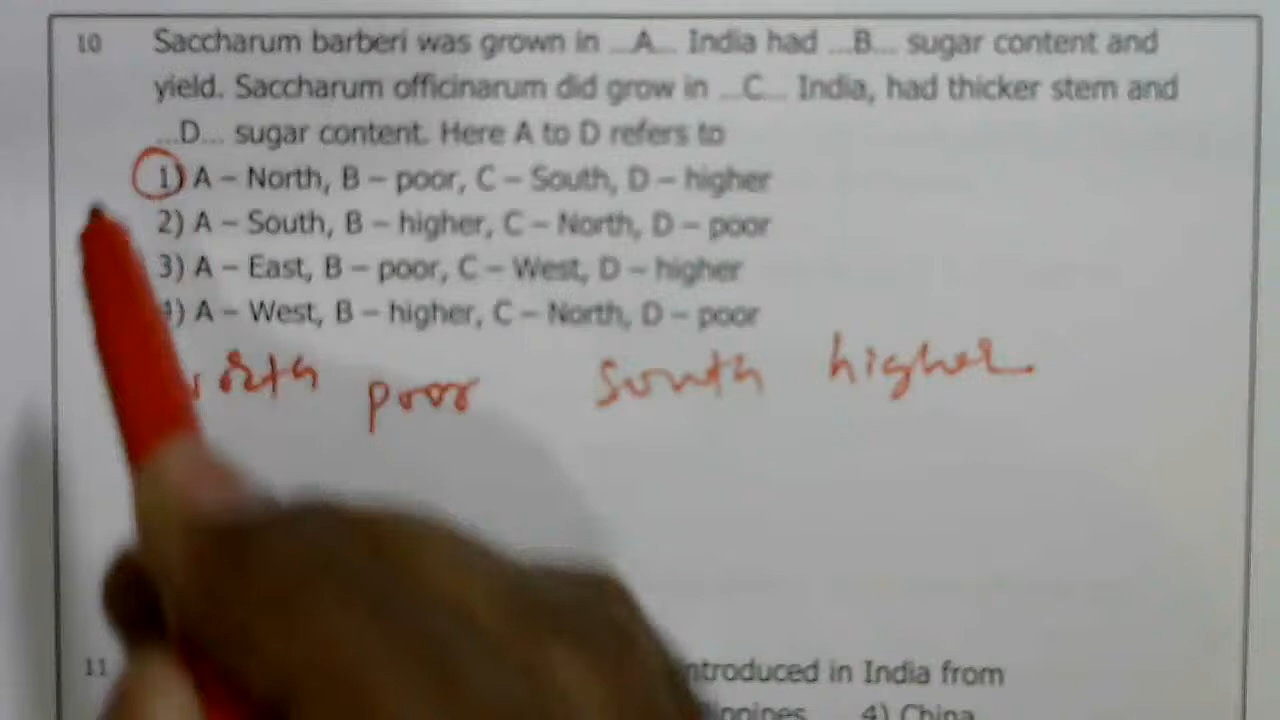 10 Saccharum barberi was grown in ...A... India had ...B... sugar content and
yield. Saccharum officinarum did grow in ...C... India, had thicker stem and
...D... sugar content. Here A to D refers to
1) A – North, B – poor, C – South, D – higher
2) A – South, B – higher, C – North, D – poor
3) A – East, B – poor, C – West, D – higher
4) A – West, B – higher, C – North, D – poor
poor South higher
11 introduced in India from
4) China